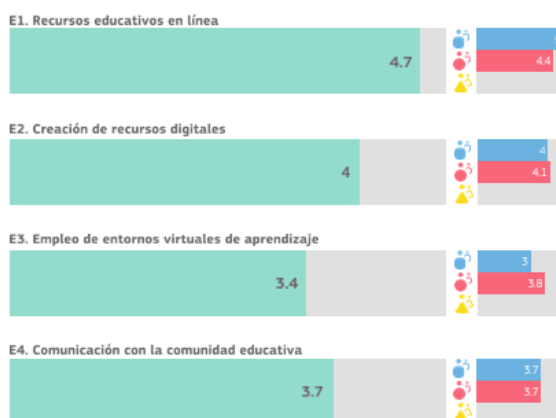 E1. Recursos educativos en línea
4.7
4.4
E2. Creación de recursos digitales
4
4
4.1
E3. Empleo de entornos virtuales de aprendizaje
3.4
3
3.8
E4. Comunicación con la comunidad educativa
3.7
3.7
3.7